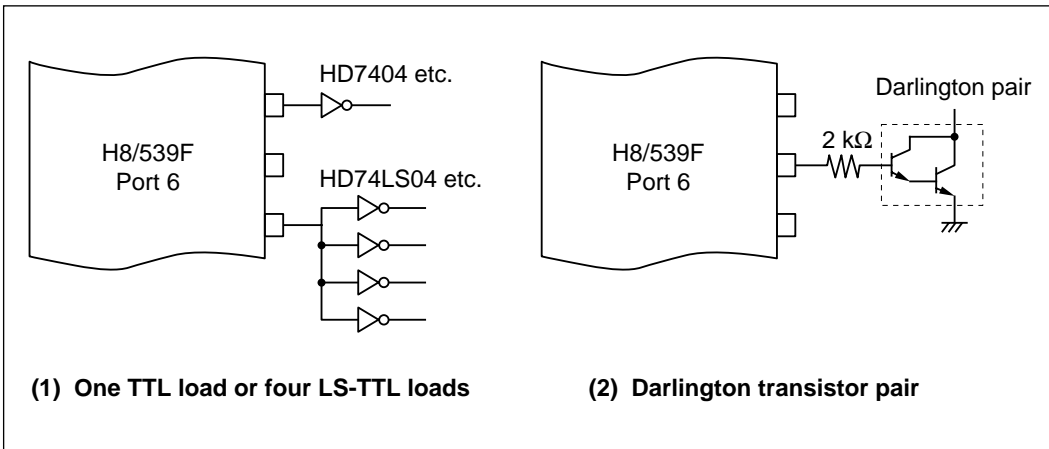 HD7404 etc.
H8/539F
Port 6
HD74LS04 etc.
(1) One TTL load or four LS-TTL loads
Darlington pair
2 kΩ
H8/539F
Port 6
(2) Darlington transistor pair